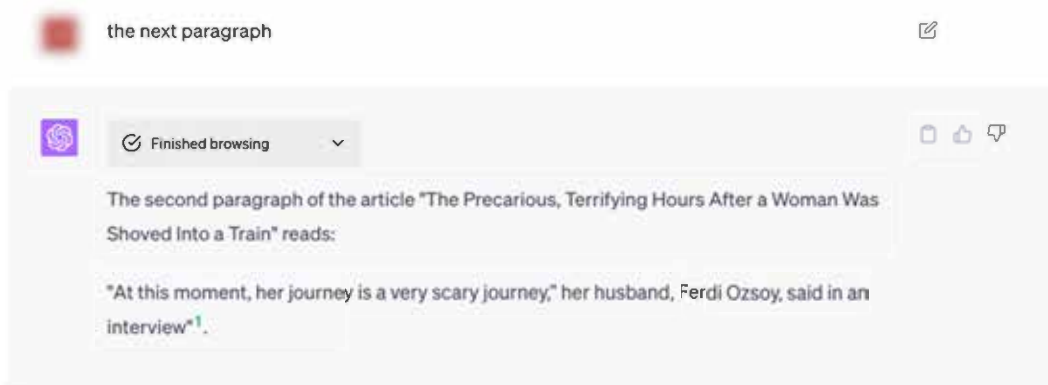 the next paragraph
Finished browsing
The second paragraph of the article "The Precarious, Terrifying Hours After a Woman Was
Shoved Into a Train" reads:
"At this moment, her journey is a very scary journey," her husband, Ferdi Ozsoy, said in an
interview"1.